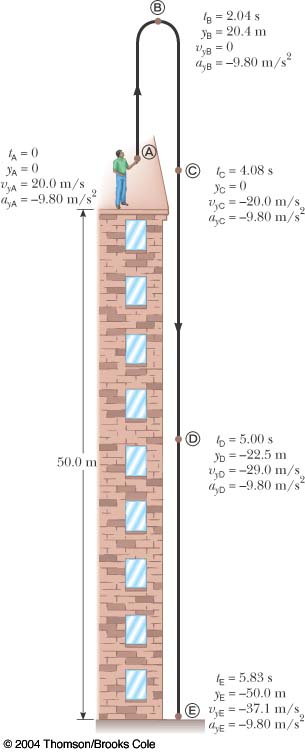 Ⓑ
t_B = 2.04 s
y_B = 20.4 m
v_yB = 0
a_yB = −9.80 m/s²
t_A = 0
y_A = 0
v_yA = 20.0 m/s
a_yA = −9.80 m/s²
Ⓐ
Ⓒ
t_C = 4.08 s
y_C = 0
v_yC = −20.0 m/s
a_yC = −9.80 m/s²
50.0 m
Ⓓ
t_D = 5.00 s
y_D = −22.5 m
v_yD = −29.0 m/s
a_yD = −9.80 m/s²
Ⓔ
t_E = 5.83 s
y_E = −50.0 m
v_yE = −37.1 m/s
a_yE = −9.80 m/s²
© 2004 Thomson/Brooks Cole